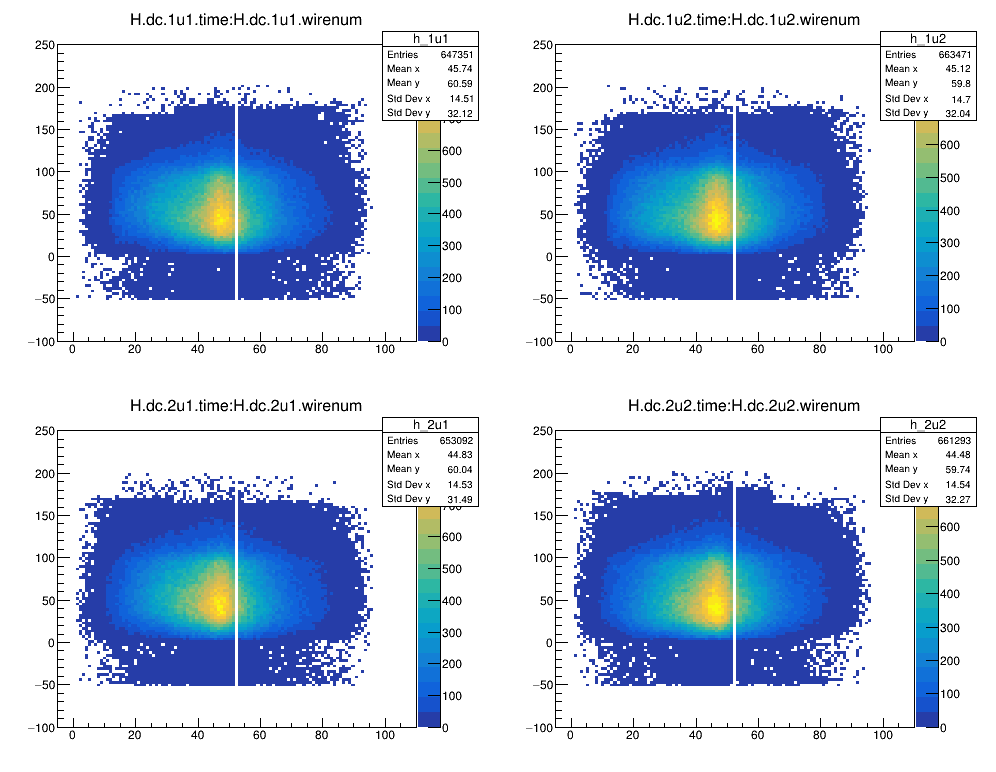 H.dc.1u1.time:H.dc.1u1.wirenum
h_1u1
Entries 647351
Mean x 45.74
Mean y 60.59
Std Dev x 14.51
Std Dev y 32.12
250
200
150
100
50
0
−50
−100
0 20 40 60 80 100
600
500
400
300
200
100
0
H.dc.1u2.time:H.dc.1u2.wirenum
h_1u2
Entries 663471
Mean x 45.12
Mean y 59.8
Std Dev x 14.7
Std Dev y 32.04
250
200
150
100
50
0
−50
−100
0 20 40 60 80 100
600
500
400
300
200
100
0
H.dc.2u1.time:H.dc.2u1.wirenum
h_2u1
Entries 653092
Mean x 44.83
Mean y 60.04
Std Dev x 14.53
Std Dev y 31.49
250
200
150
100
50
0
−50
−100
0 20 40 60 80 100
600
500
400
300
200
100
0
H.dc.2u2.time:H.dc.2u2.wirenum
h_2u2
Entries 661293
Mean x 44.48
Mean y 59.74
Std Dev x 14.54
Std Dev y 32.27
250
200
150
100
50
0
−50
−100
0 20 40 60 80 100
600
500
400
300
200
100
0